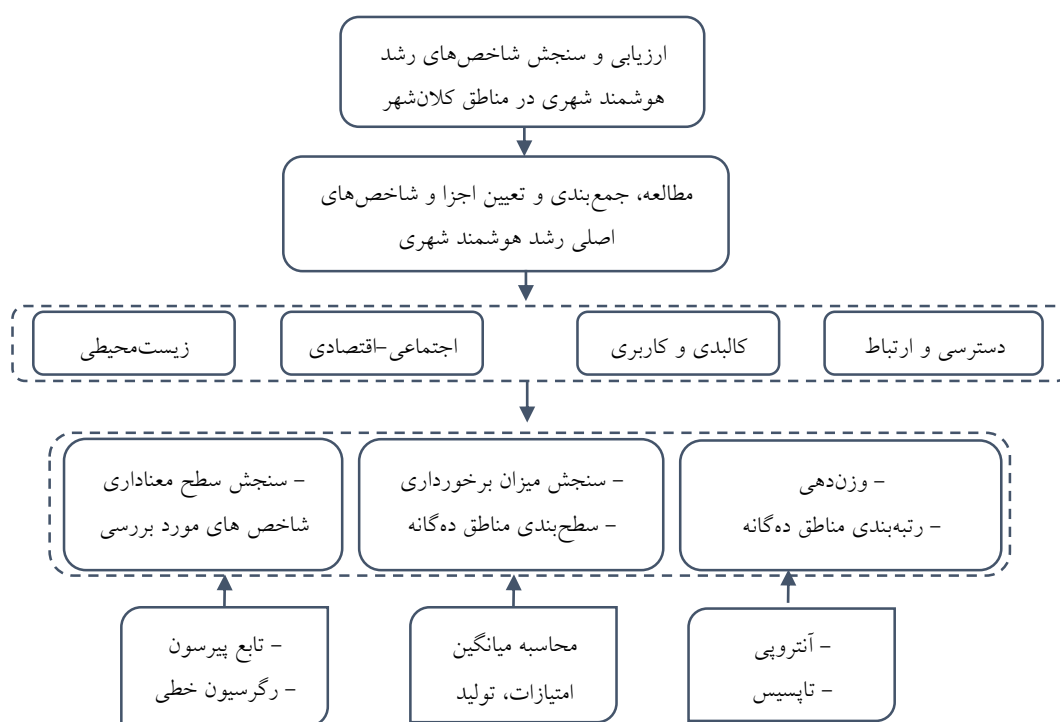 ارزیابی و سنجش شاخص‌های رشد
هوشمند شهری در مناطق کلان‌شهر
مطالعه، جمع‌بندی و تعیین اجزا و شاخص‌های
اصلی رشد هوشمند شهری
دسترسی و ارتباط
کالبدی و کاربری
اجتماعی-اقتصادی
زیست‌محیطی
- وزن‌دهی
- رتبه‌بندی مناطق ده‌گانه
- سنجش میزان برخورداری
- سطح‌بندی مناطق ده‌گانه
- سنجش سطح معناداری
شاخص های مورد بررسی
- آنتروپی
- تاپسیس
محاسبه میانگین
امتیازات، تولید
- تابع پیرسون
- رگرسیون خطی